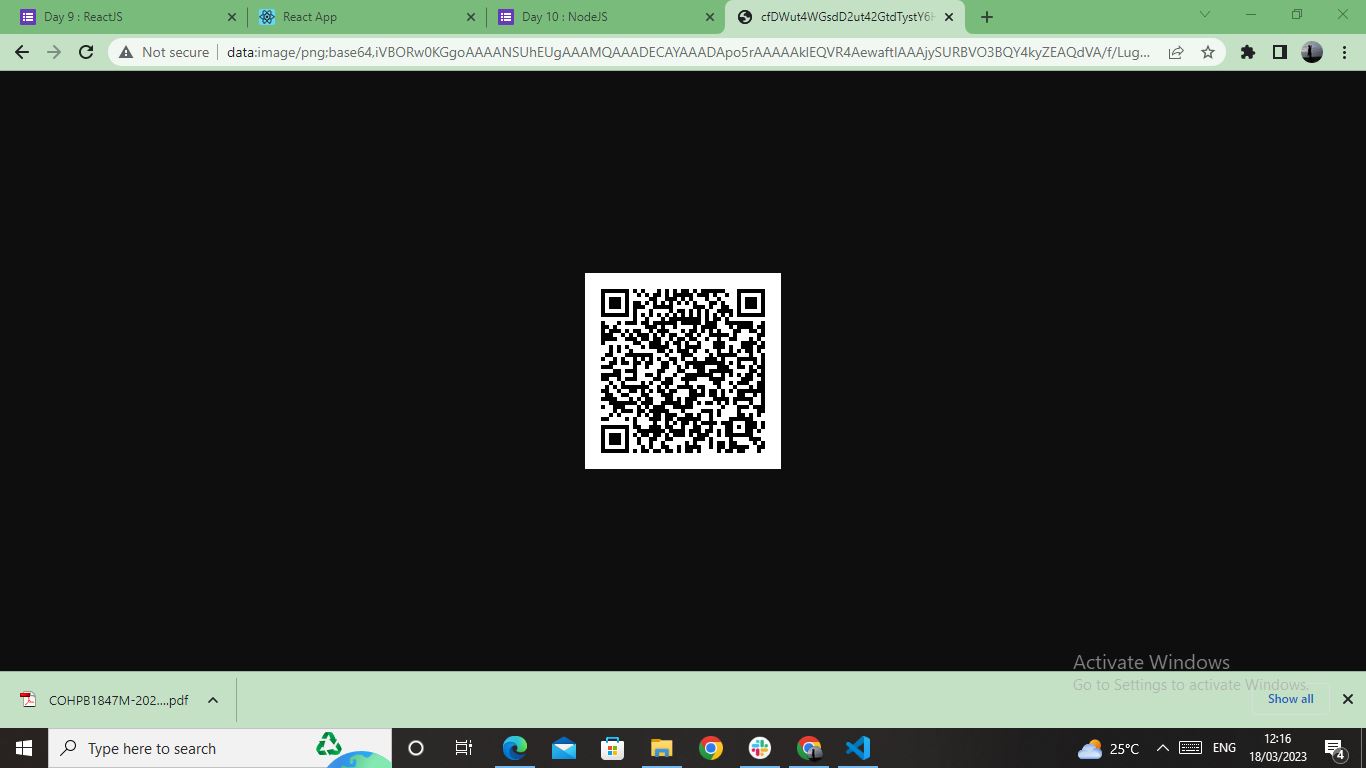 Day 9 : ReactJS
React App
Day 10 : NodeJS
cfDWut4WGsdD2ut42GtdTystY6H
Not secure
data:image/png;base64,iVBORw0KGgoAAAANSUhEUgAAAMQAAADECAYAAADApo5rAAAAAklEQVR4AewaftIAAAjySURBVO3BQY4kyZEAQdVA/f/Lug...
Activate Windows
Go to Settings to activate Windows.
COHPB1847M-202....pdf
Show all
Type here to search
25°C
ENG
12:16
18/03/2023
4